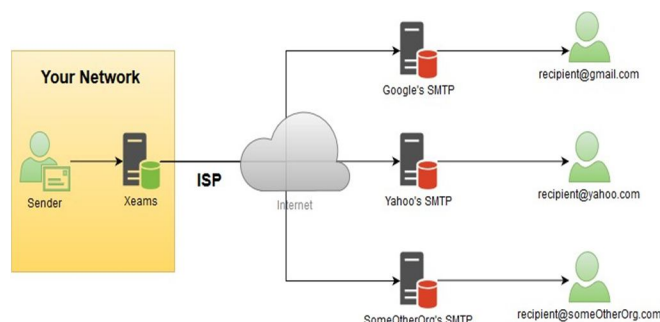 Your Network
Sender
Xeams
ISP
Internet
Google's SMTP
recipient@gmail.com
Yahoo's SMTP
recipient@yahoo.com
SomeOtherOrg's SMTP
recipient@someOtherOrg.com